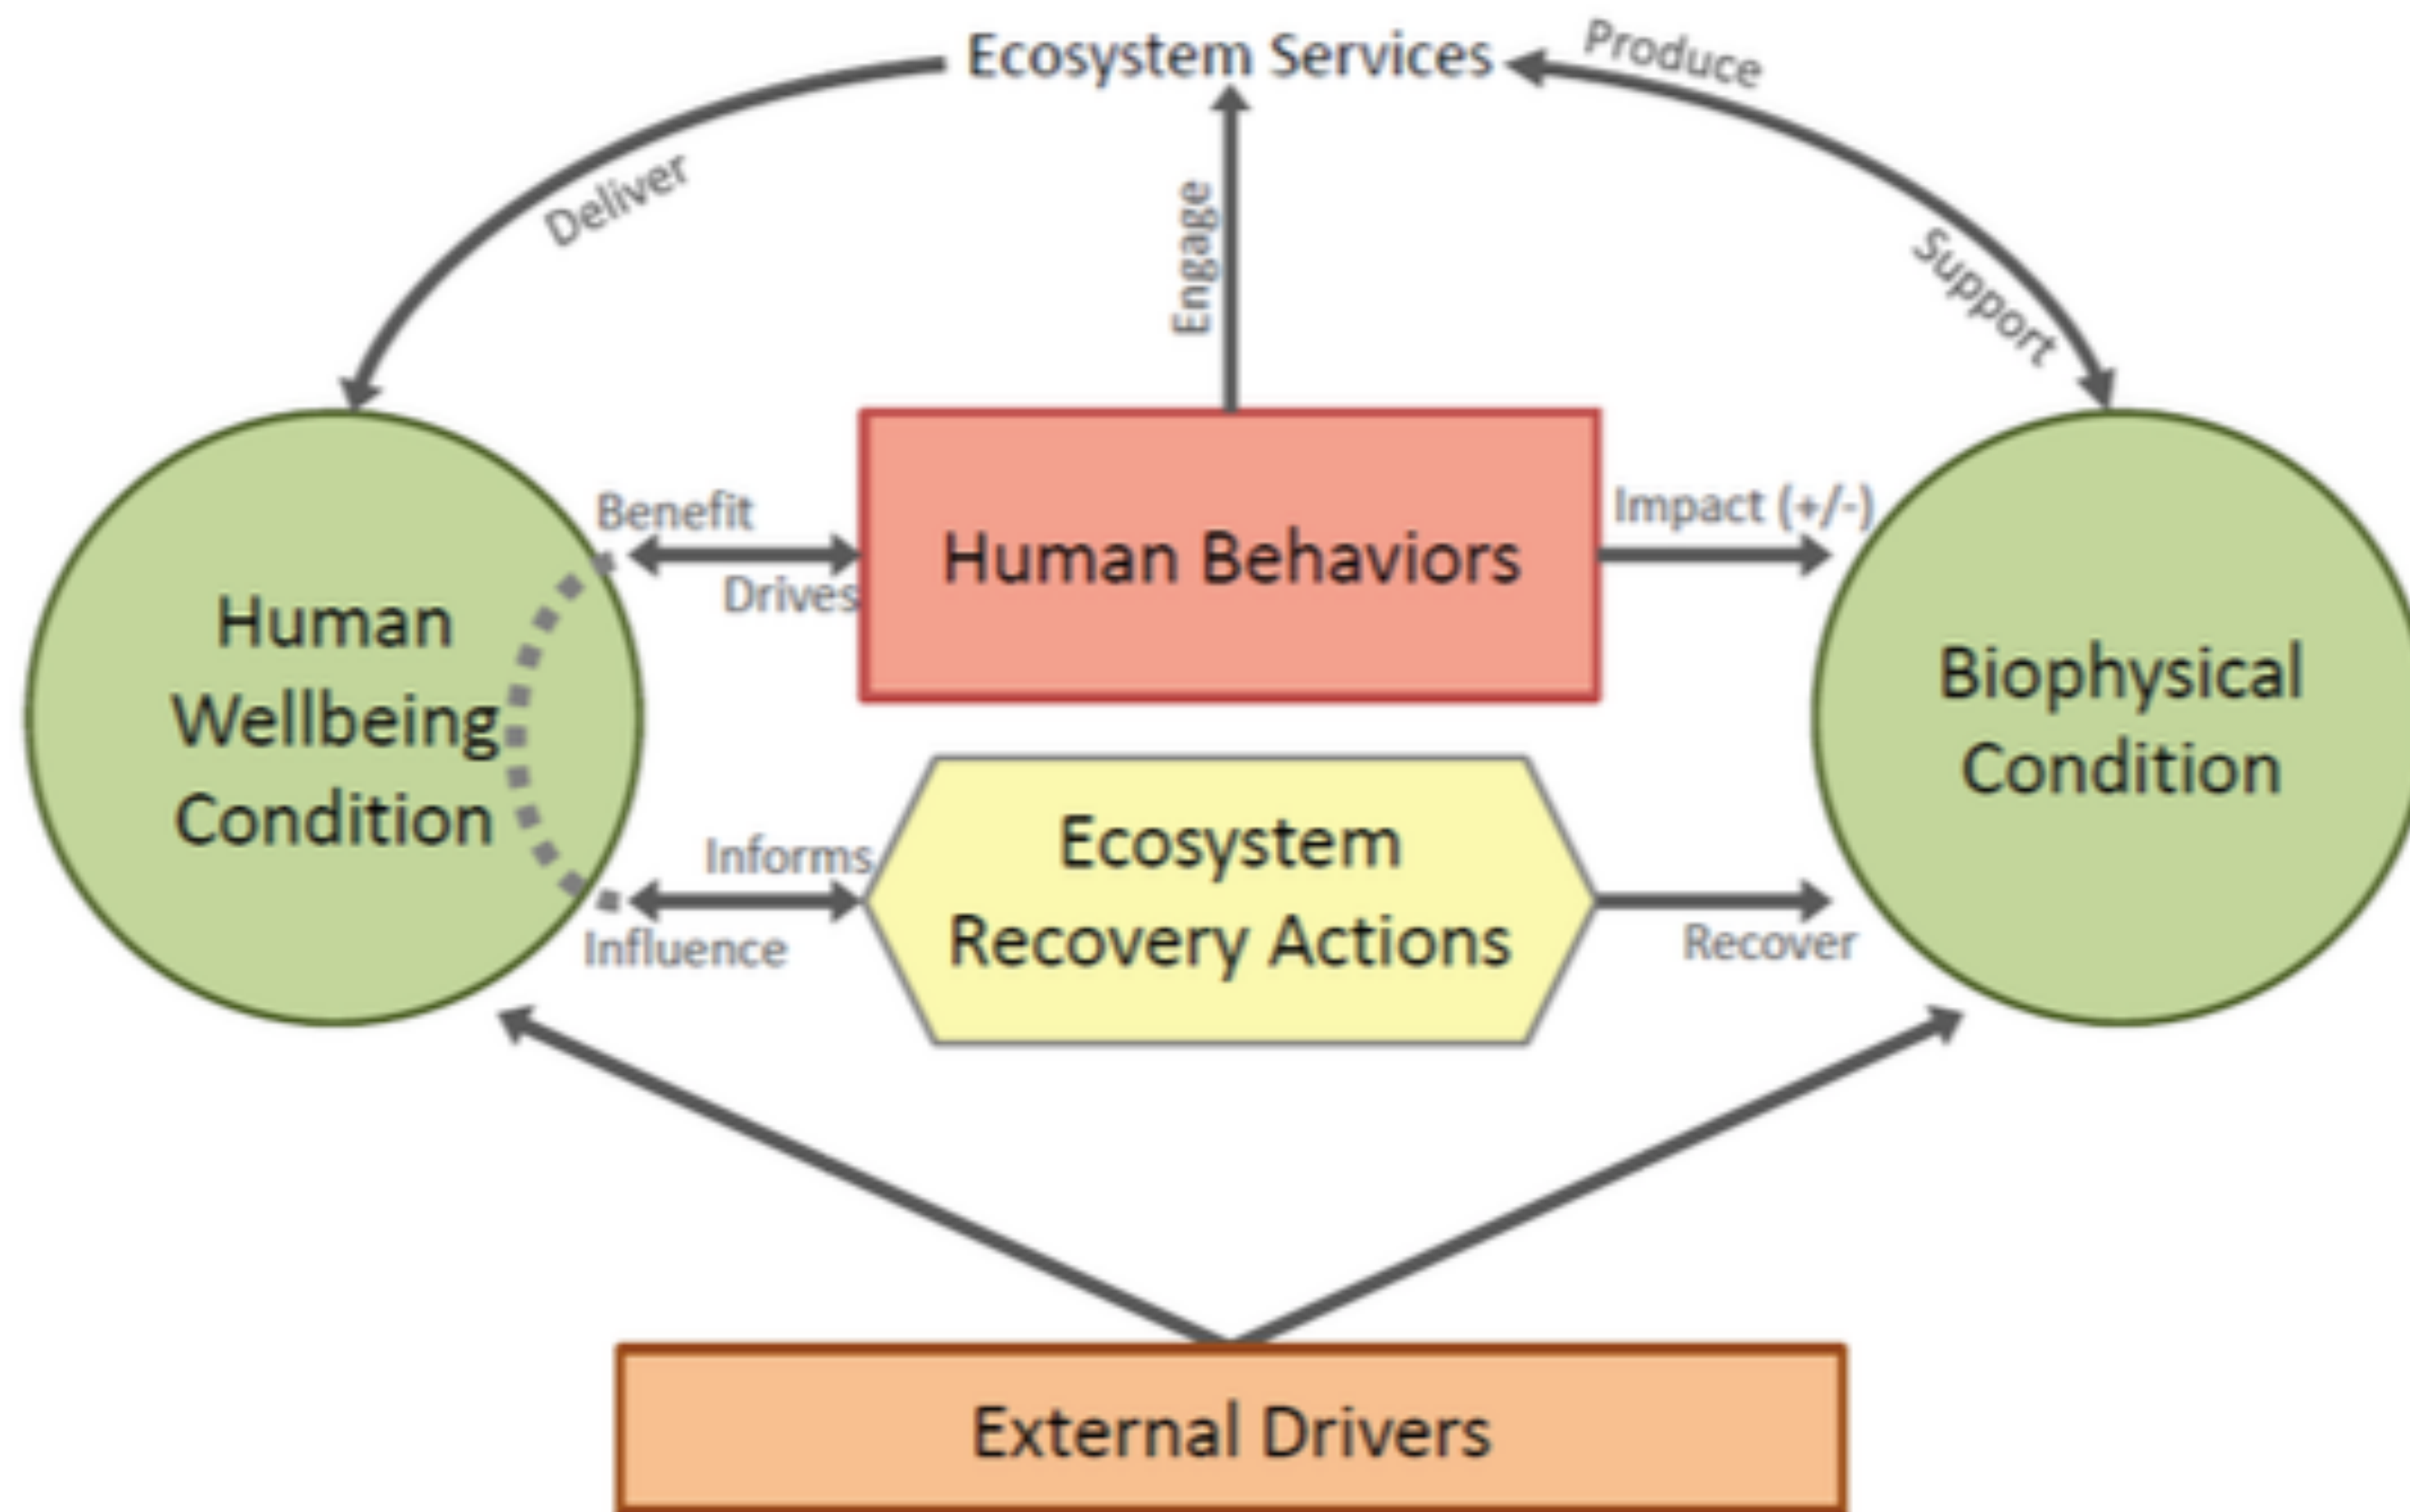 Ecosystem Services
Produce
Deliver
Engage
Support
Benefit
Drives
Human Behaviors
Impact (+/-)
Human
Wellbeing
Condition
Biophysical
Condition
Informs
Influence
Ecosystem
Recovery Actions
Recover
External Drivers